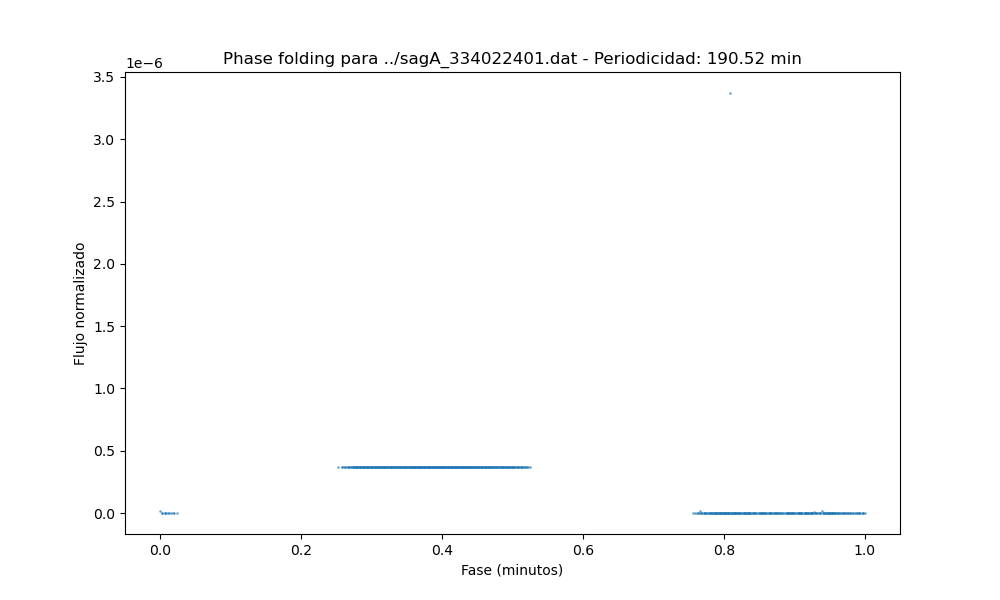 Phase folding para ../sagA_334022401.dat - Periodicidad: 190.52 min
1e−6
3.5
3.0
2.5
2.0
1.5
1.0
0.5
0.0
Flujo normalizado
0.0 0.2 0.4 0.6 0.8 1.0
Fase (minutos)